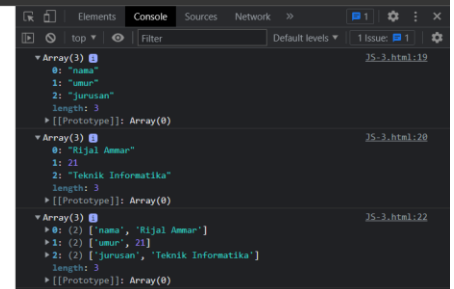 Elements Console Sources Network » 1
top ▼ Filter Default levels ▼ 1 Issue: 1
▼Array(3) i JS-3.html:19
0: "nama"
1: "umur"
2: "jurusan"
length: 3
▶[[Prototype]]: Array(0)
▼Array(3) i JS-3.html:20
0: "Rijal Ammar"
1: 21
2: "Teknik Informatika"
length: 3
▶[[Prototype]]: Array(0)
▼Array(3) i JS-3.html:22
▶0: (2) ['nama', 'Rijal Ammar']
▶1: (2) ['umur', 21]
▶2: (2) ['jurusan', 'Teknik Informatika']
length: 3
▶[[Prototype]]: Array(0)